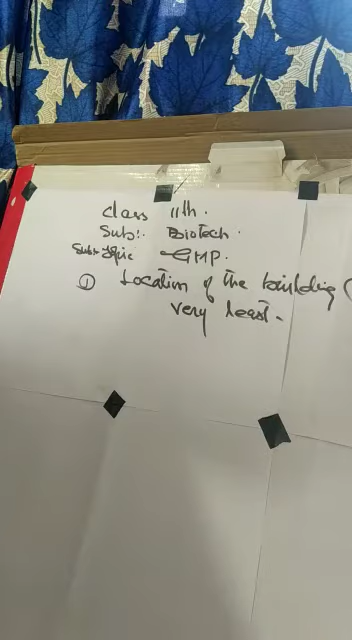 class 11th.
Sub:. Biotech.
Sub-Topic GMP.
① Location of the building (
very least.